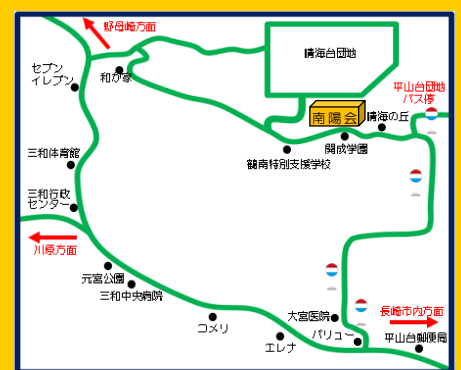 野母崎方面
晴海台団地
セブン
イレブン
和が家
平山台団地
バス停
南陽会
晴海の丘
開成学園
鶴南特別支援学校
三和体育館
三和行政
センター
川原方面
元宮公園
三和中央病院
コメリ
エレナ
大宮医院
バリュー
長崎市内方面
平山台郵便局